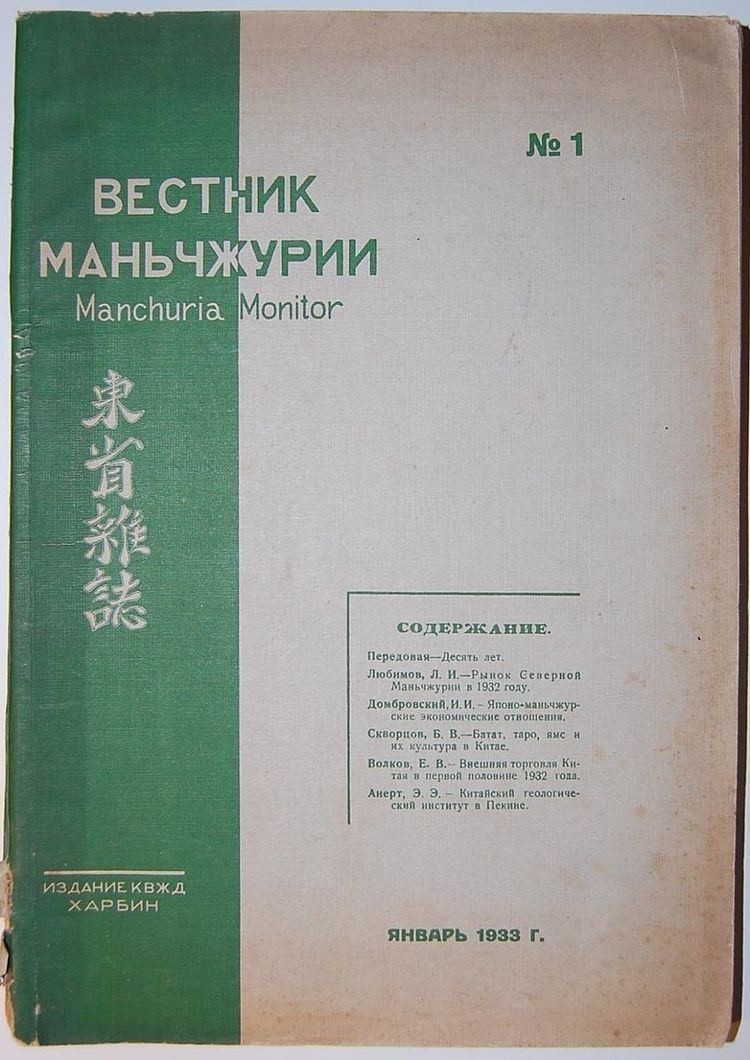 № 1
ВЕСТНИК
МАНЬЧЖУРИИ
Manchuria Monitor
東省雜誌
СОДЕРЖАНИЕ.
Передовая—Десять лет.
Любимов, Л. И.—Рынок Северной
Маньчжурии в 1932 году.
Домбровский, И.И. – Японо-маньчжур-
ские экономические отношения.
Скворцов, Б. В.—Батат, таро, ямс и
их культура в Китае.
Волков, Е. В.– Внешняя торговля Ки-
тая в первой половине 1932 года.
Анерт, Э. Э. – Китайский геологиче-
ский институт в Пекине.
ИЗДАНИЕ КВЖД
ХАРБИН
ЯНВАРЬ 1933 Г.